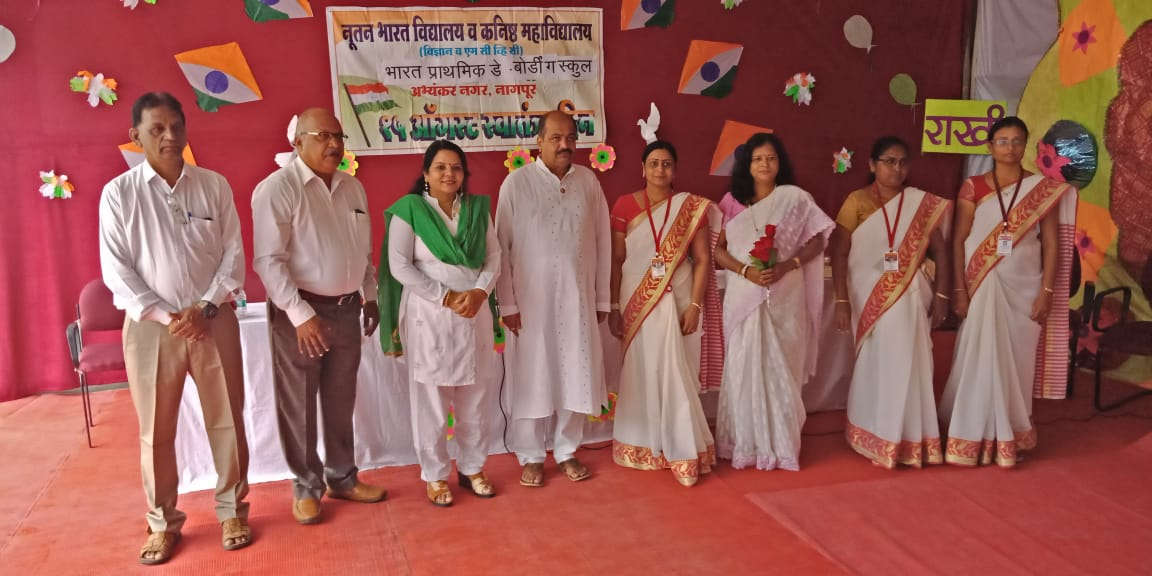 नूतन भारत विद्यालय व कनिष्ठ महाविद्यालय
(विज्ञान व एम सी व्हि सी)
भारत प्राथमिक डे -बोर्डींग स्कुल
अभ्यंकर नगर, नागपूर
१५ ऑगस्ट स्वातंत्र्य दिन
राखी